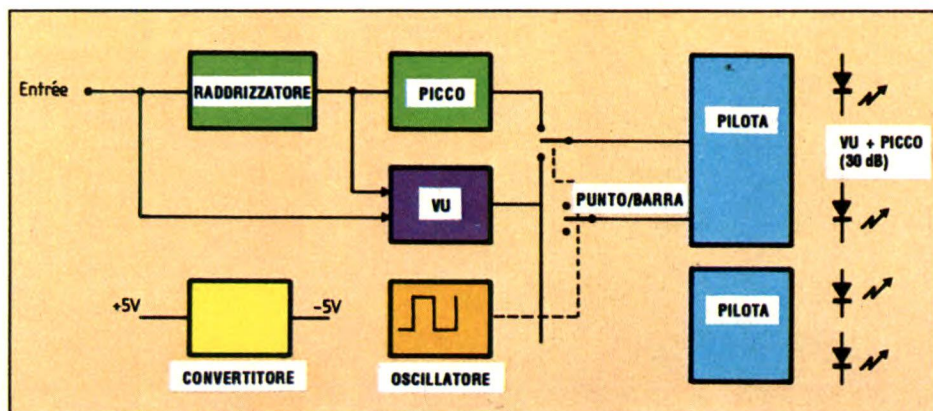 Entrée
RADDRIZZATORE
PICCO
PILOTA
VU + PICCO
(30 dB)
VU
PUNTO/BARRA
+5V
-5V
CONVERTITORE
OSCILLATORE
PILOTA